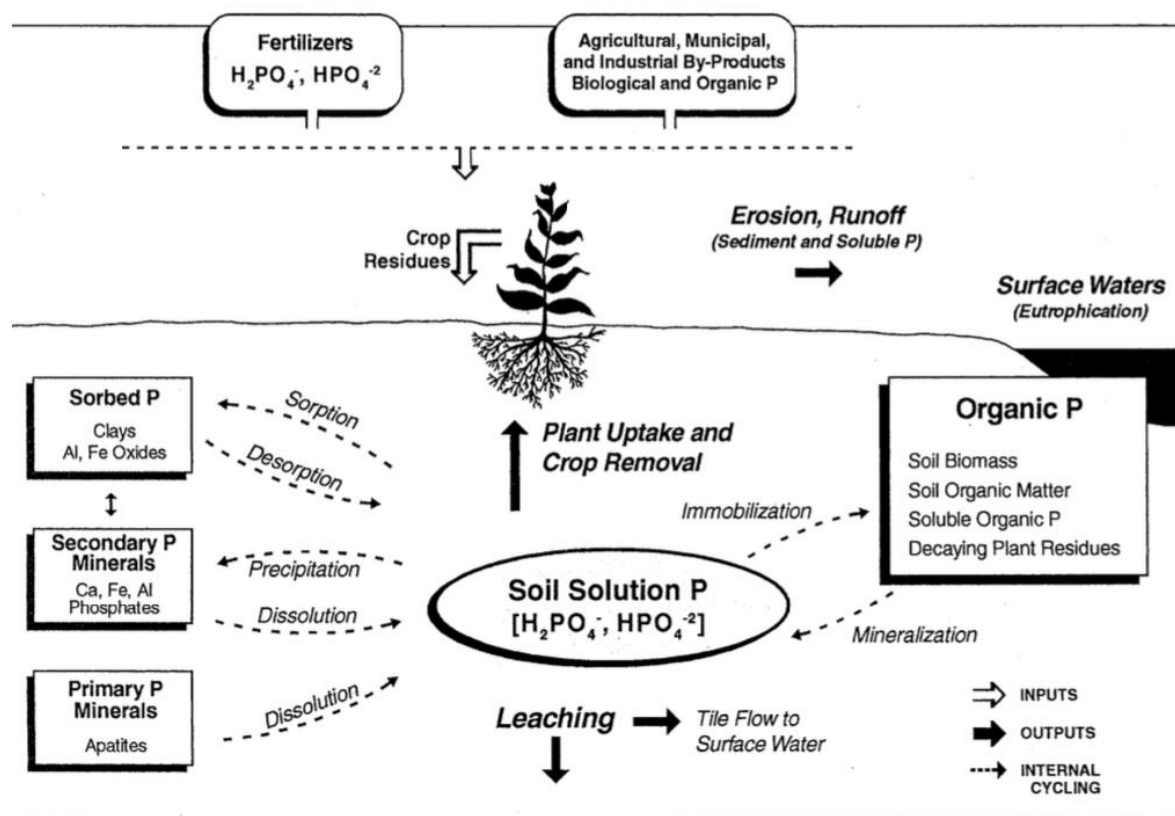 Fertilizers
H₂PO₄⁻, HPO₄⁻²
Agricultural, Municipal,
and Industrial By-Products
Biological and Organic P
Crop
Residues
Erosion, Runoff
(Sediment and Soluble P)
Surface Waters
(Eutrophication)
Sorbed P
Clays
Al, Fe Oxides
Sorption
Desorption
Plant Uptake and
Crop Removal
Organic P
Soil Biomass
Soil Organic Matter
Soluble Organic P
Decaying Plant Residues
Immobilization
Secondary P
Minerals
Ca, Fe, Al
Phosphates
Precipitation
Dissolution
Soil Solution P
[H₂PO₄⁻, HPO₄⁻²]
Mineralization
Primary P
Minerals
Apatites
Dissolution
Leaching
Tile Flow to
Surface Water
INPUTS
OUTPUTS
INTERNAL
CYCLING